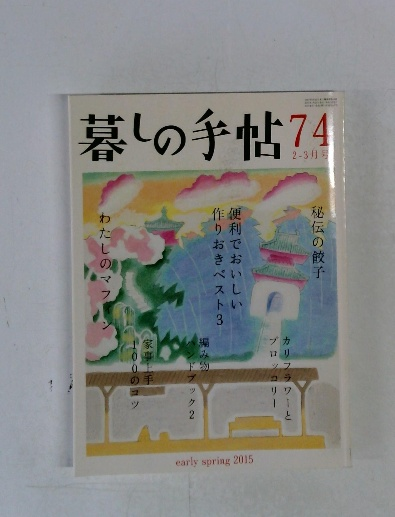 暮しの手帖
74
2-3月号
秘伝の餃子
便利でおいしい
作りおきベスト3
わたしのマフィン
カリフラワーと
ブロッコリー
編み物
ハンドブック2
家事上手
100のコツ
early spring 2015